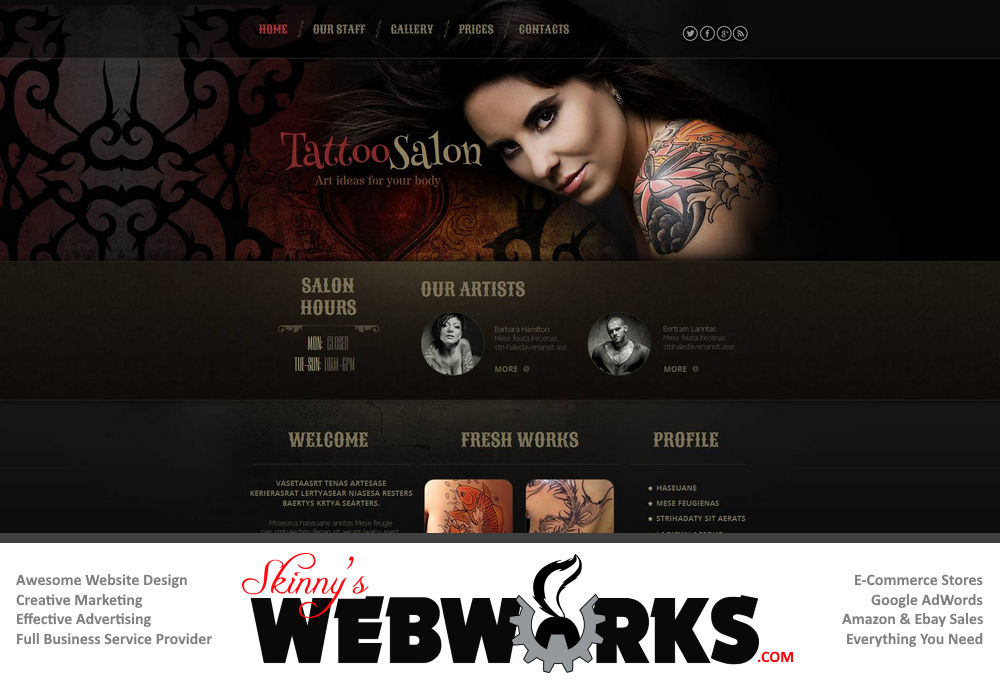 HOME / OUR STAFF / GALLERY / PRICES / CONTACTS
TattooSalon
Art ideas for your body
SALON
HOURS
MON: CLOSED
TUE-SUN: 10AM-6PM
OUR ARTISTS
Barbara Hamilton
Mese feiata lrecenas
stri-haledavenansit ase
MORE
Bertram Lanritas
Mese feiata lrecenas
strihaledavenansit aser
MORE
WELCOME
VASETAASRT TENAS ARTESASE
KERIERASRAT LERTYASEAR NIASESA RESTERS
BAERTYS KRTYA SEARTERS.
Misesma haseuane anritas Mese feugie
FRESH WORKS
PROFILE
HASEUANE
MESE FEUGIENAS
STRIHADATY SIT AERATS
Awesome Website Design
Creative Marketing
Effective Advertising
Full Business Service Provider
Skinny's
WEBWORKS.COM
E-Commerce Stores
Google AdWords
Amazon & Ebay Sales
Everything You Need